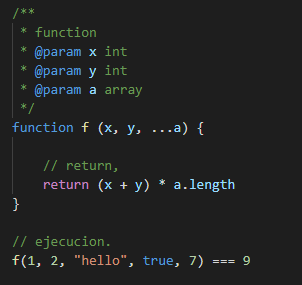 /**
 * function
 * @param x int
 * @param y int
 * @param a array
 */
function f (x, y, ...a) {
    // return,
    return (x + y) * a.length
}
// ejecucion.
f(1, 2, "hello", true, 7) === 9